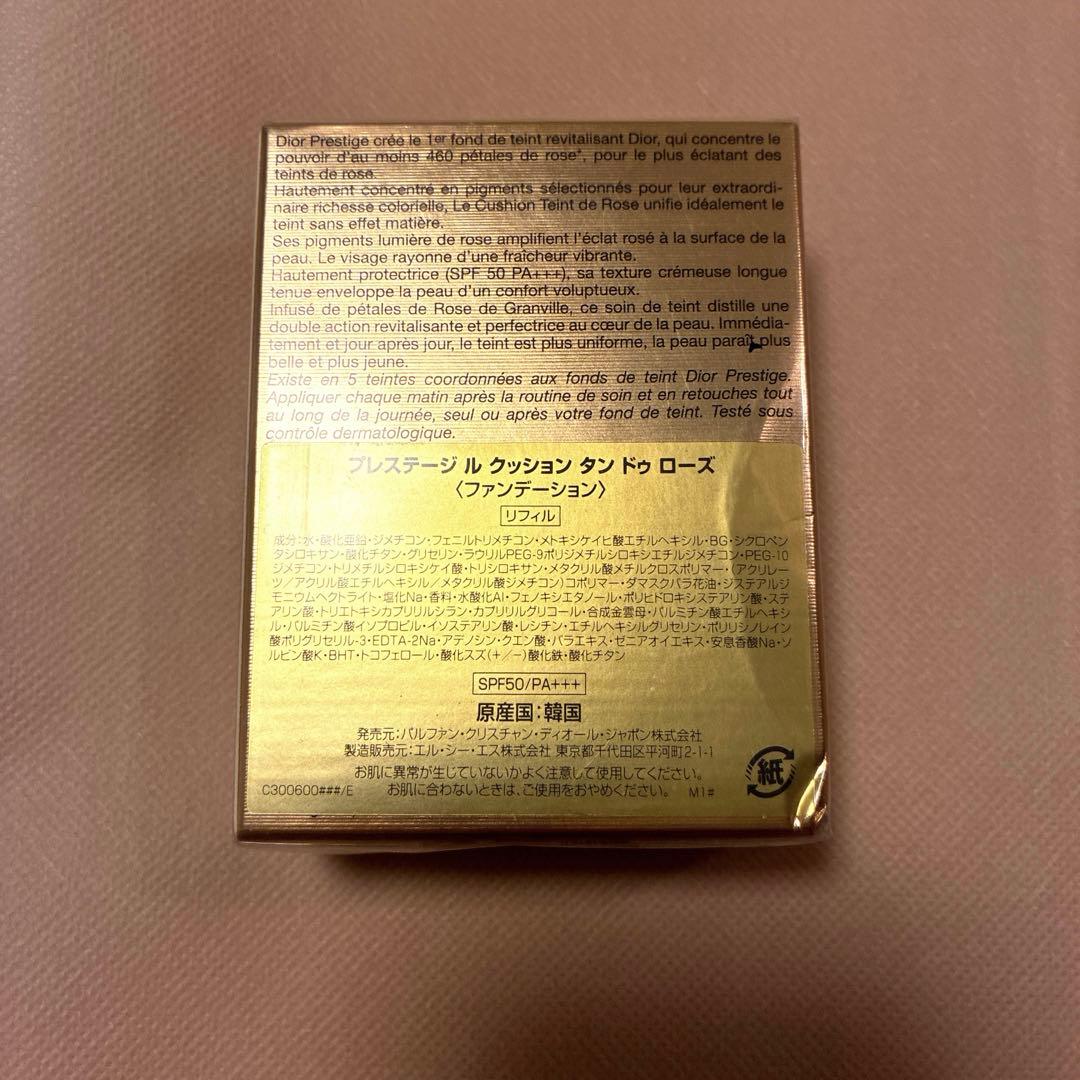 Dior Prestige crée le 1er fond de teint revitalisant Dior, qui concentre le
pouvoir d'au moins 460 pétales de rose*, pour le plus éclatant des
teints de rose.
Hautement concentré en pigments sélectionnés pour leur extraordi-
naire richesse colorielle, Le Cushion Teint de Rose unifie idéalement le
teint sans effet matière.
Ses pigments lumière de rose amplifient l'éclat rosé à la surface de la
peau. Le visage rayonne d'une fraîcheur vibrante.
Hautement protectrice (SPF 50 PA+++), sa texture crémeuse longue
tenue enveloppe la peau d'un confort voluptueux.
Infusé de pétales de Rose de Granville, ce soin de teint distille une
double action revitalisante et perfectrice au cœur de la peau. Immédia-
tement et jour après jour, le teint est plus uniforme, la peau paraît plus
belle et plus jeune.
Existe en 5 teintes coordonnées aux fonds de teint Dior Prestige.
Appliquer chaque matin après la routine de soin et en retouches tout
au long de la journée, seul ou après votre fond de teint. Testé sous
contrôle dermatologique.
プレステージ ル クッション タン ドゥ ローズ
〈ファンデーション〉
リフィル
成分：水・酸化亜鉛・ジメチコン・フェニルトリメチコン・メトキシケイヒ酸エチルヘキシル・BG・シクロペン
タシロキサン・酸化チタン・グリセリン・ラウリルPEG-9ポリジメチルシロキシエチルジメチコン・PEG-10
ジメチコン・トリメチルシロキシケイ酸・トリシロキサン・メタクリル酸メチルクロスポリマー・（アクリレー
ツ／アクリル酸エチルヘキシル／メタクリル酸ジメチコン）コポリマー・ダマスクバラ花油・ジステアルジ
モニウムヘクトライト・塩化Na・香料・水酸化Al・フェノキシエタノール・ポリヒドロキシステアリン酸・ステ
アリン酸・トリエトキシカプリリルシラン・カプリリルグリコール・合成金雲母・パルミチン酸エチルヘキシ
ル・パルミチン酸イソプロピル・イソステアリン酸・レシチン・エチルヘキシルグリセリン・ポリリシノレイン
酸ポリグリセリル-3・EDTA-2Na・アデノシン・クエン酸・バラエキス・ゼニアオイエキス・安息香酸Na・ソ
ルビン酸K・BHT・トコフェロール・酸化スズ（+／−）酸化鉄・酸化チタン
SPF50/PA+++
原産国：韓国
発売元：パルファン・クリスチャン・ディオール・ジャポン株式会社
製造販売元：エル・シー・エス株式会社 東京都千代田区平河町2-1-1
お肌に異常が生じていないかよく注意して使用してください。
C300600###/E お肌に合わないときは、ご使用をおやめください。 M1#
紙